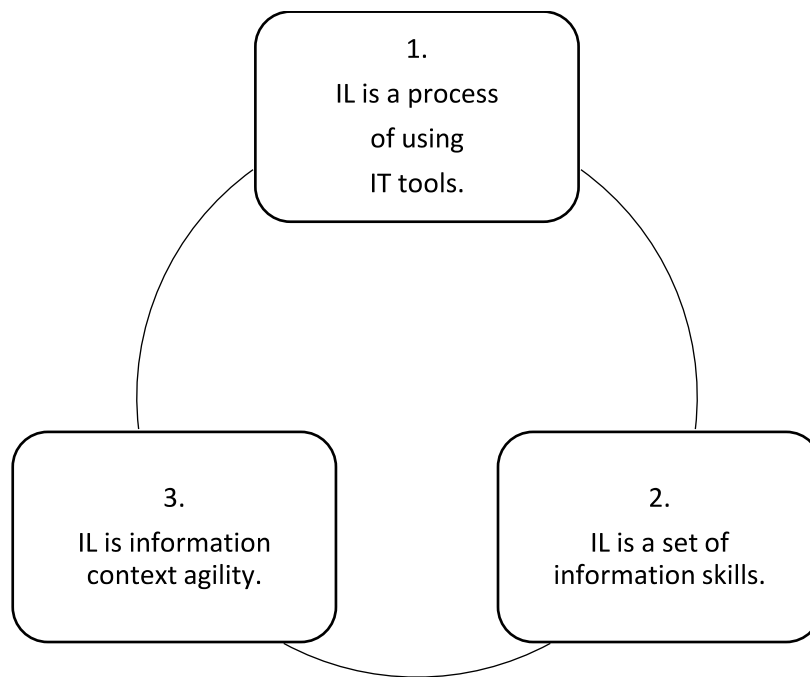 1.
IL is a process
of using
IT tools.
3.
IL is information
context agility.
2.
IL is a set of
information skills.